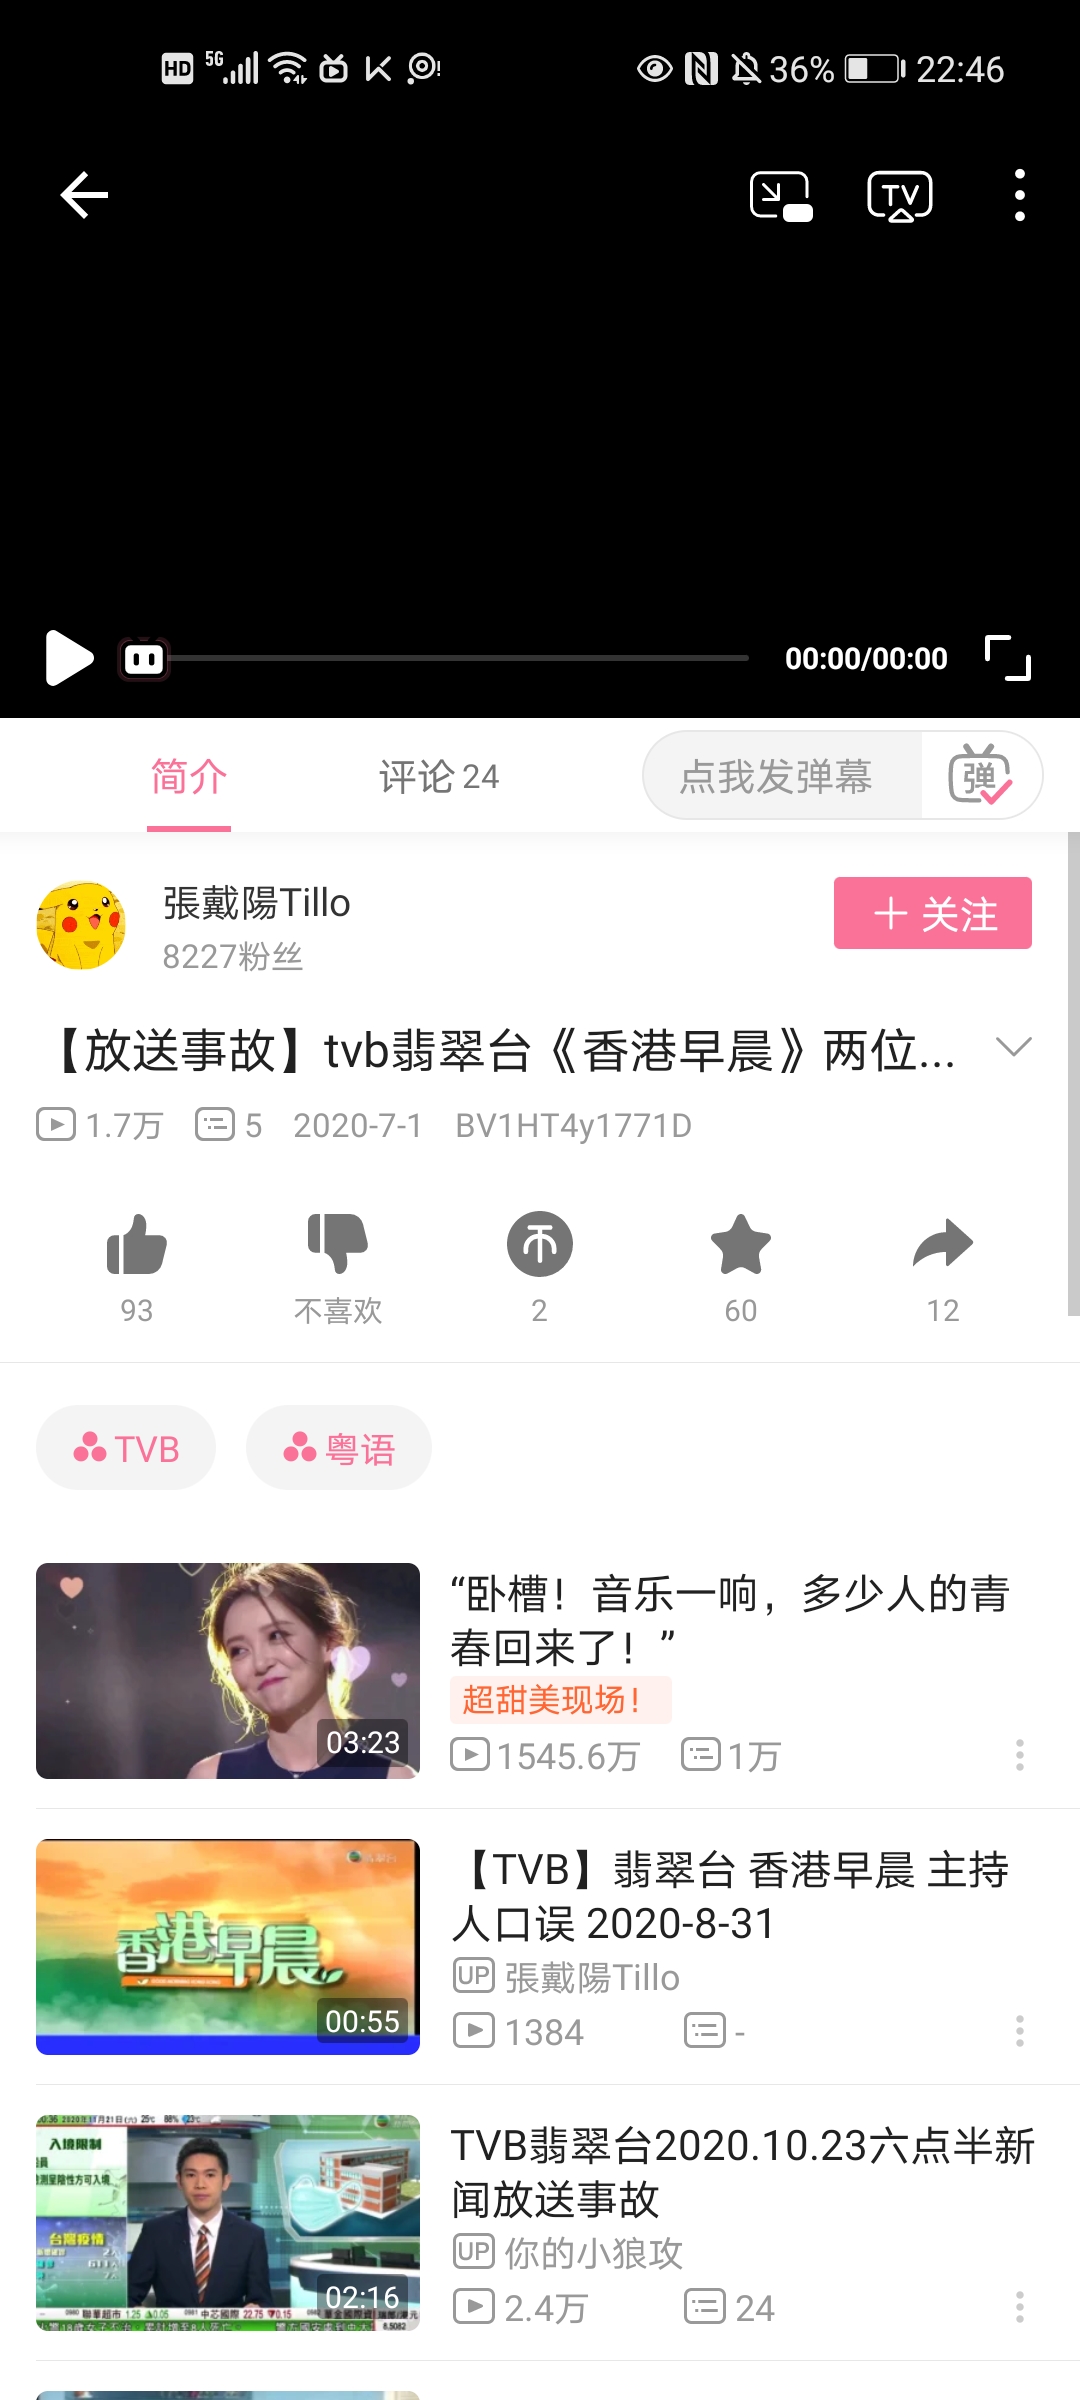 HD 5G 36% 22:46
TV
00:00/00:00
简介
评论 24
点我发弹幕
弹
張戴陽Tillo
8227粉丝
关注
【放送事故】tvb翡翠台《香港早晨》两位...
1.7万 5 2020-7-1 BV1HT4y1771D
93 不喜欢 2 60 12
TVB 粤语
03:23
“卧槽！音乐一响，多少人的青
春回来了！”
超甜美现场！
1545.6万 1万
香港早晨
00:55
【TVB】翡翠台 香港早晨 主持
人口误 2020-8-31
UP 張戴陽Tillo
1384 -
入境限制
台灣疫情
02:16
TVB翡翠台2020.10.23六点半新
闻放送事故
UP 你的小狼攻
2.4万 24